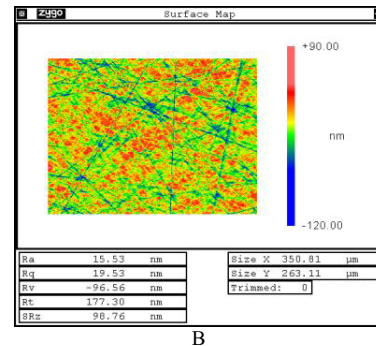 zygo Surface Map
+90.00
nm
-120.00
Ra 15.53 nm
Rq 19.53 nm
Rv -96.56 nm
Rt 177.30 nm
SRz 98.76 nm
Size X 350.81 µm
Size Y 263.11 µm
Trimmed: 0
B